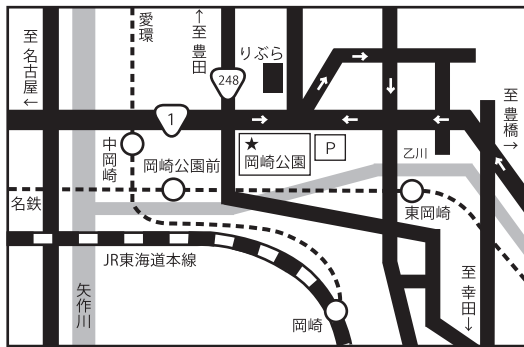 愛環
←至 豊田
至 名古屋←
りぶら
248
至 豊橋→
1
中岡崎
岡崎公園前
★
岡崎公園
P
乙川
名鉄
東岡崎
JR東海道本線
矢作川
至 幸田→
岡崎